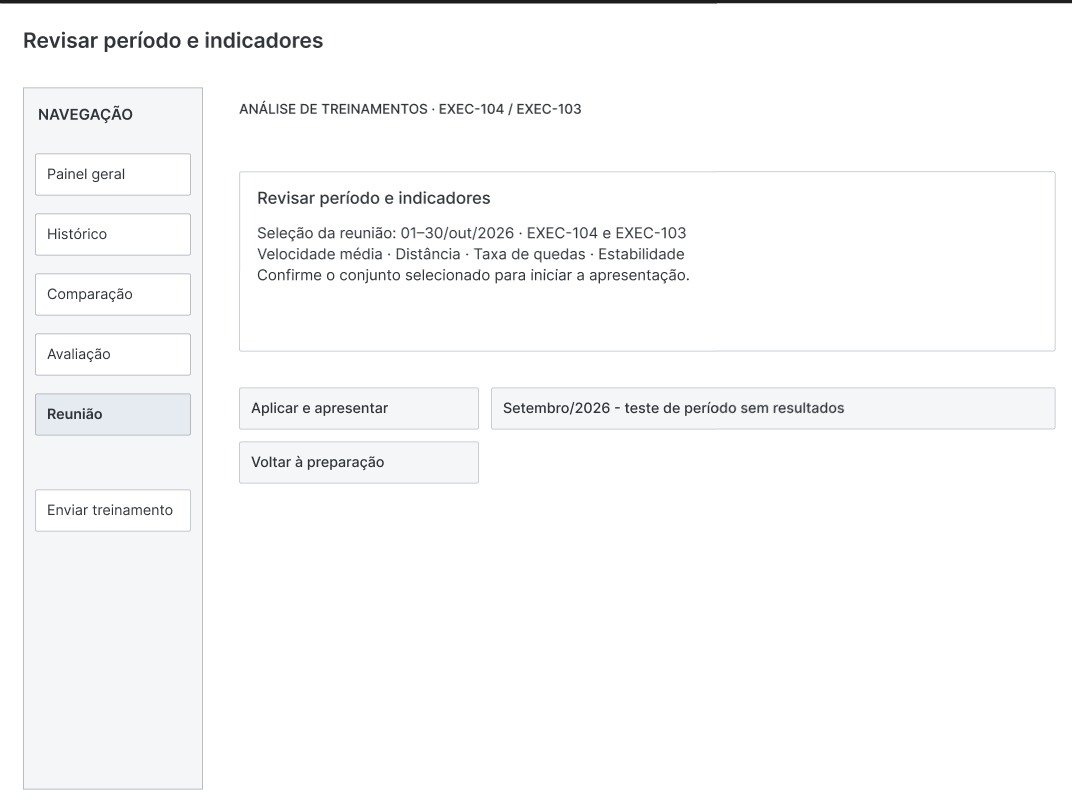 Revisar período e indicadores
NAVEGAÇÃO
Painel geral
Histórico
Comparação
Avaliação
Reunião
Enviar treinamento
ANÁLISE DE TREINAMENTOS · EXEC-104 / EXEC-103
Revisar período e indicadores
Seleção da reunião: 01–30/out/2026 · EXEC-104 e EXEC-103
Velocidade média · Distância · Taxa de quedas · Estabilidade
Confirme o conjunto selecionado para iniciar a apresentação.
Aplicar e apresentar
Setembro/2026 - teste de período sem resultados
Voltar à preparação